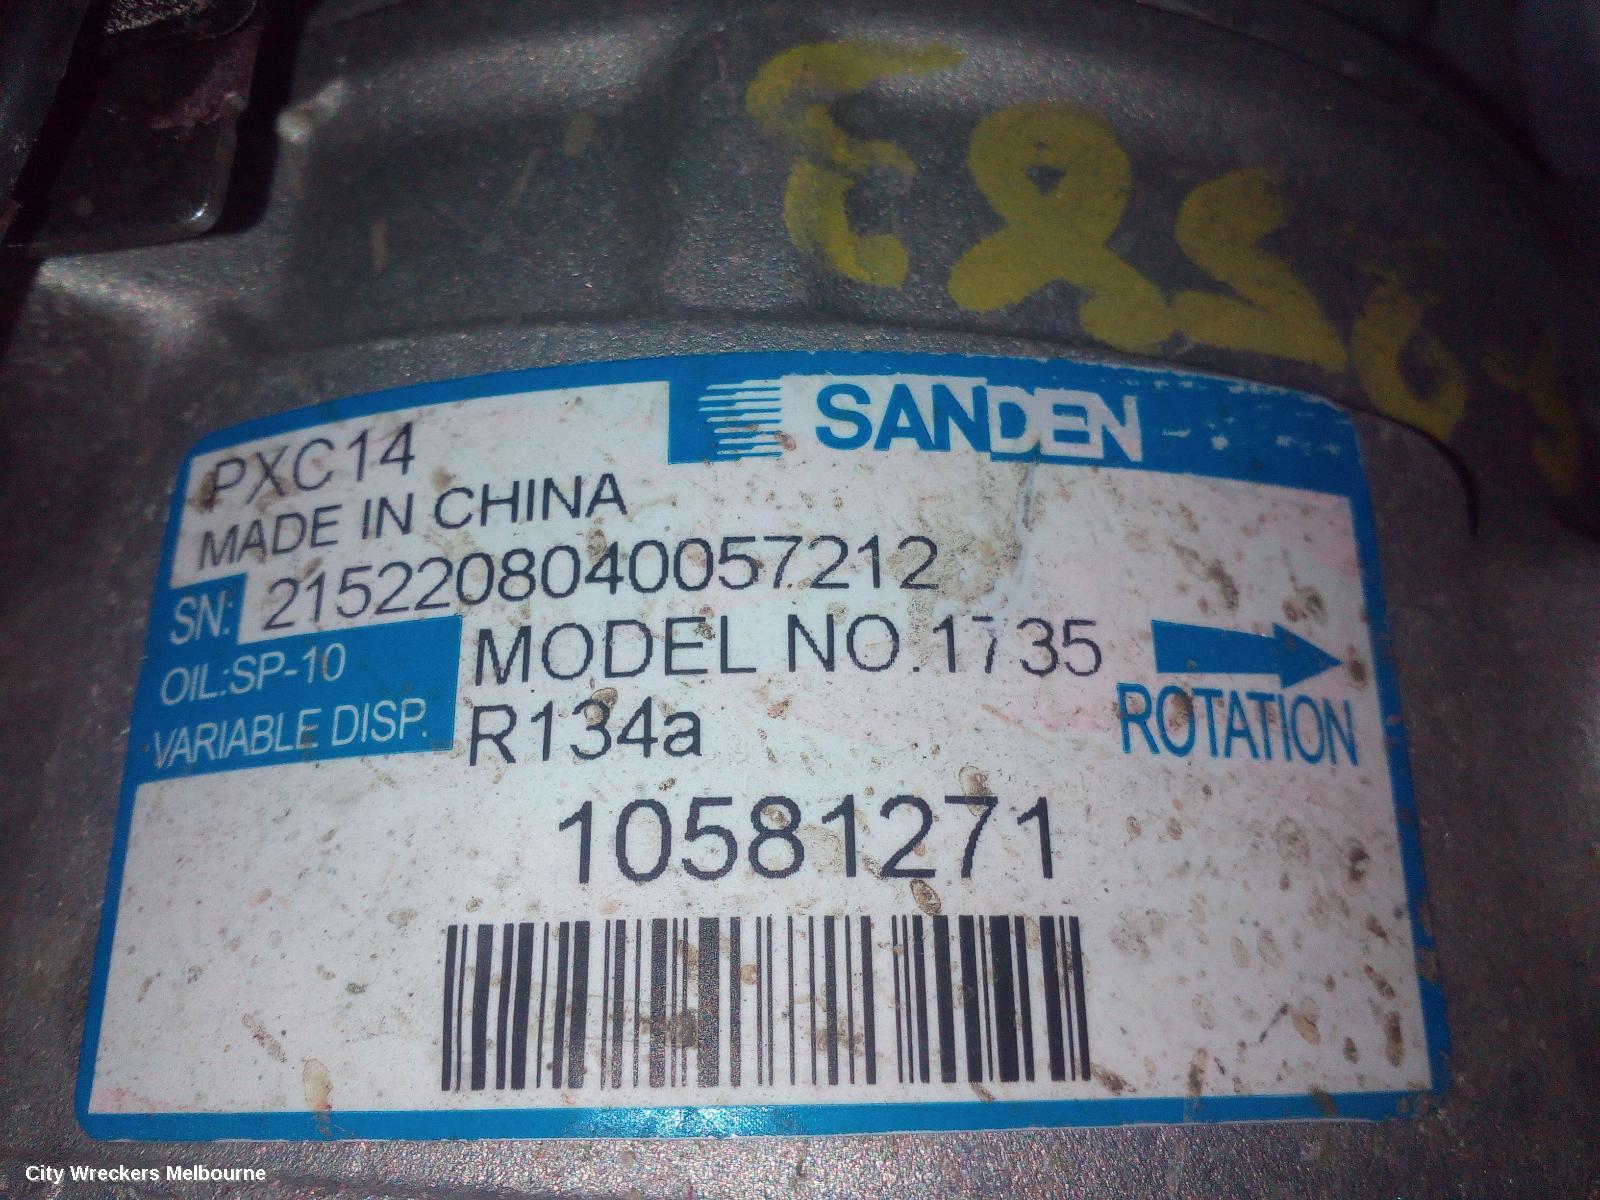 SANDEN
PXC14
MADE IN CHINA
SN: 2152208040057212
OIL:SP-10
MODEL NO.1735
VARIABLE DISP.
R134a
ROTATION
10581271
City Wreckers Melbourne